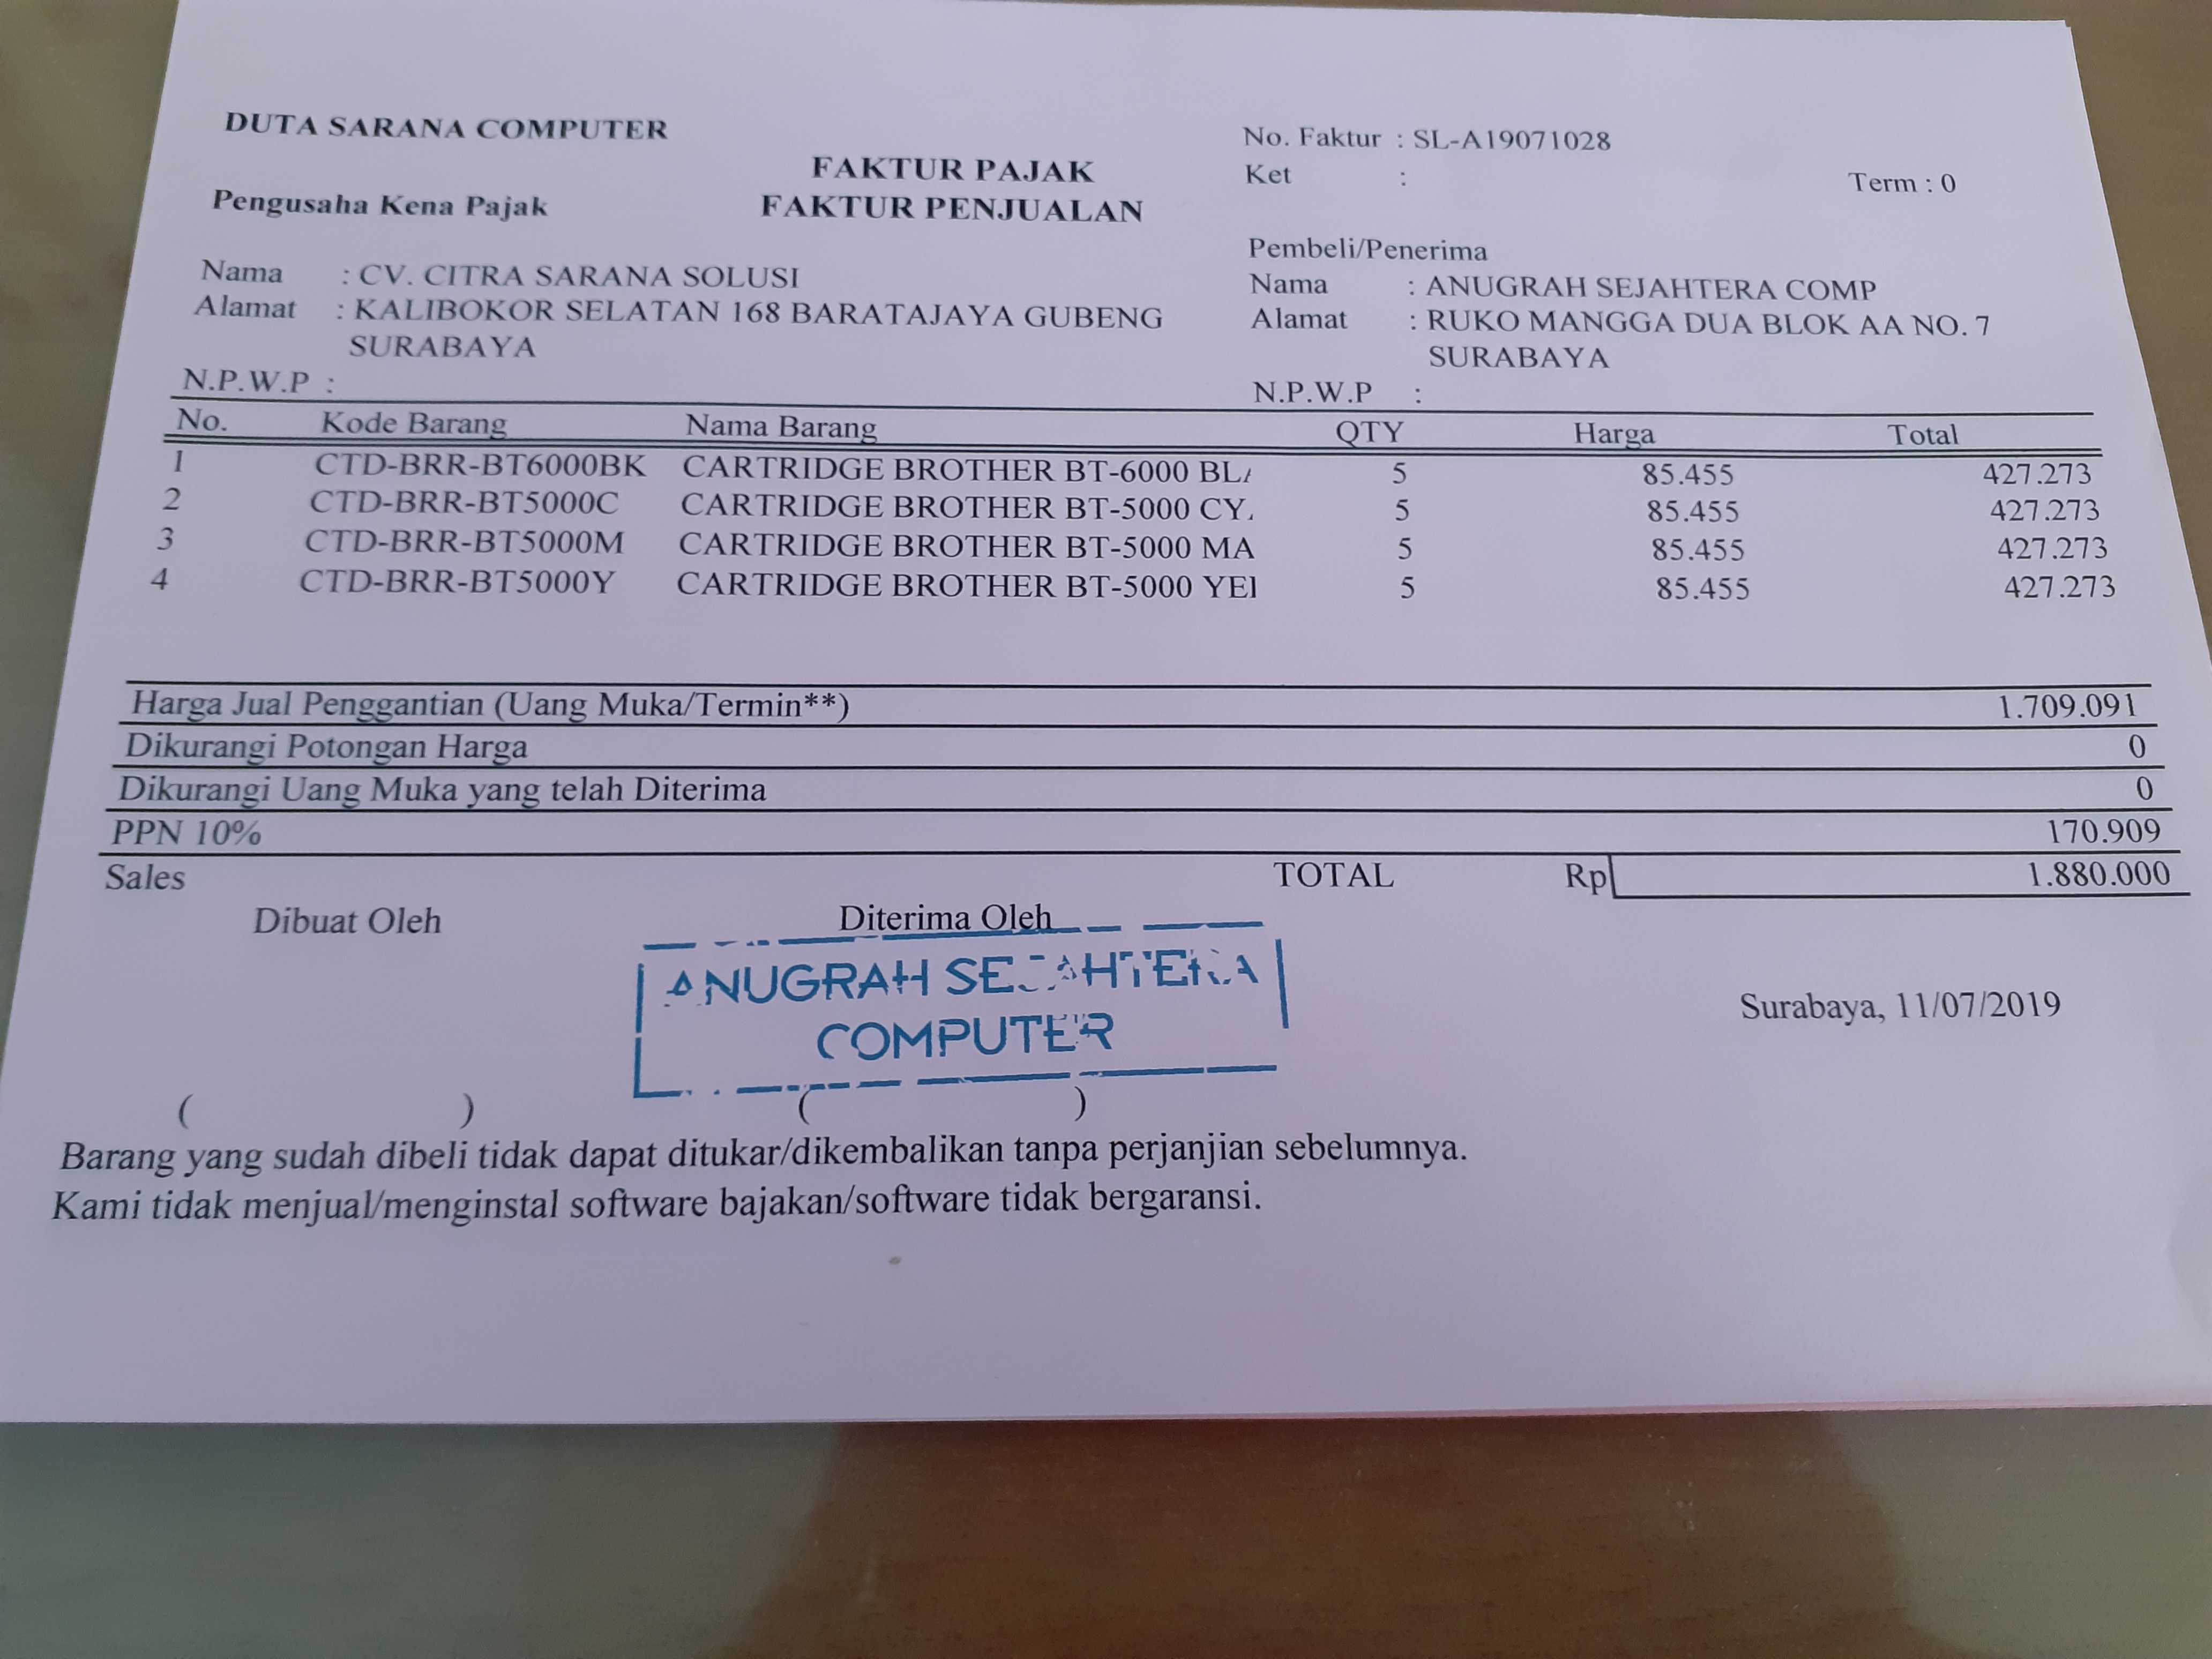 DUTA SARANA COMPUTER
FAKTUR PAJAK
FAKTUR PENJUALAN
Pengusaha Kena Pajak
No. Faktur : SL-A19071028
Ket :
Term : 0
Nama : CV. CITRA SARANA SOLUSI
Alamat : KALIBOKOR SELATAN 168 BARATAJAYA GUBENG
SURABAYA
N.P.W.P :
Pembeli/Penerima
Nama : ANUGRAH SEJAHTERA COMP
Alamat : RUKO MANGGA DUA BLOK AA NO. 7
SURABAYA
N.P.W.P :
No. Kode Barang Nama Barang QTY Harga Total
1 CTD-BRR-BT6000BK CARTRIDGE BROTHER BT-6000 BL 5 85.455 427.273
2 CTD-BRR-BT5000C CARTRIDGE BROTHER BT-5000 CY 5 85.455 427.273
3 CTD-BRR-BT5000M CARTRIDGE BROTHER BT-5000 MA 5 85.455 427.273
4 CTD-BRR-BT5000Y CARTRIDGE BROTHER BT-5000 YE 5 85.455 427.273
Harga Jual Penggantian (Uang Muka/Termin**) 1.709.091
Dikurangi Potongan Harga 0
Dikurangi Uang Muka yang telah Diterima 0
PPN 10% 170.909
Sales TOTAL Rp 1.880.000
Dibuat Oleh Diterima Oleh
ANUGRAH SEJAHTERA
COMPUTER
Surabaya, 11/07/2019
( ) ( )
Barang yang sudah dibeli tidak dapat ditukar/dikembalikan tanpa perjanjian sebelumnya.
Kami tidak menjual/menginstal software bajakan/software tidak bergaransi.